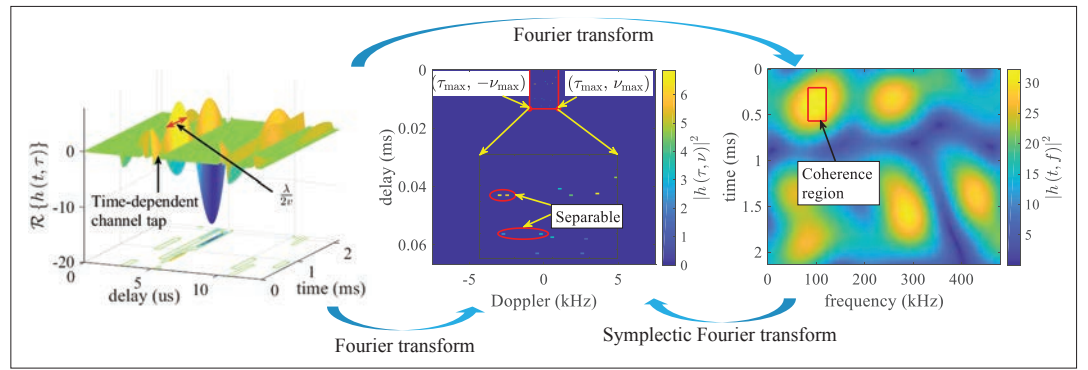 Fourier transform
0
-10
-20
ℛ {h (t, τ)}
Time-dependent
channel tap
λ/2v
0
5
10
delay (us)
0
1
2
time (ms)
Fourier transform
(τmax, −νmax)
(τmax, νmax)
0
0.02
0.04
0.06
delay (ms)
Separable
-5
0
5
Doppler (kHz)
6
5
4
3
2
1
0
|h (τ, ν)|²
Symplectic Fourier transform
0
0.5
1
1.5
2
time (ms)
Coherence
region
0
100
200
300
400
frequency (kHz)
30
25
20
15
10
5
|h (t, f)|²